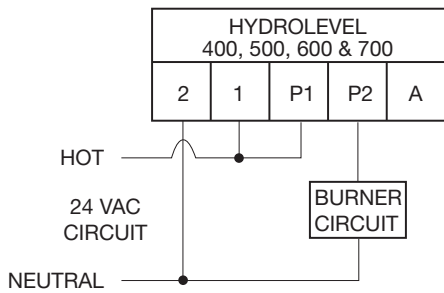 HYDROLEVEL
400, 500, 600 & 700
2 1 P1 P2 A
HOT
24 VAC
CIRCUIT
BURNER
CIRCUIT
NEUTRAL